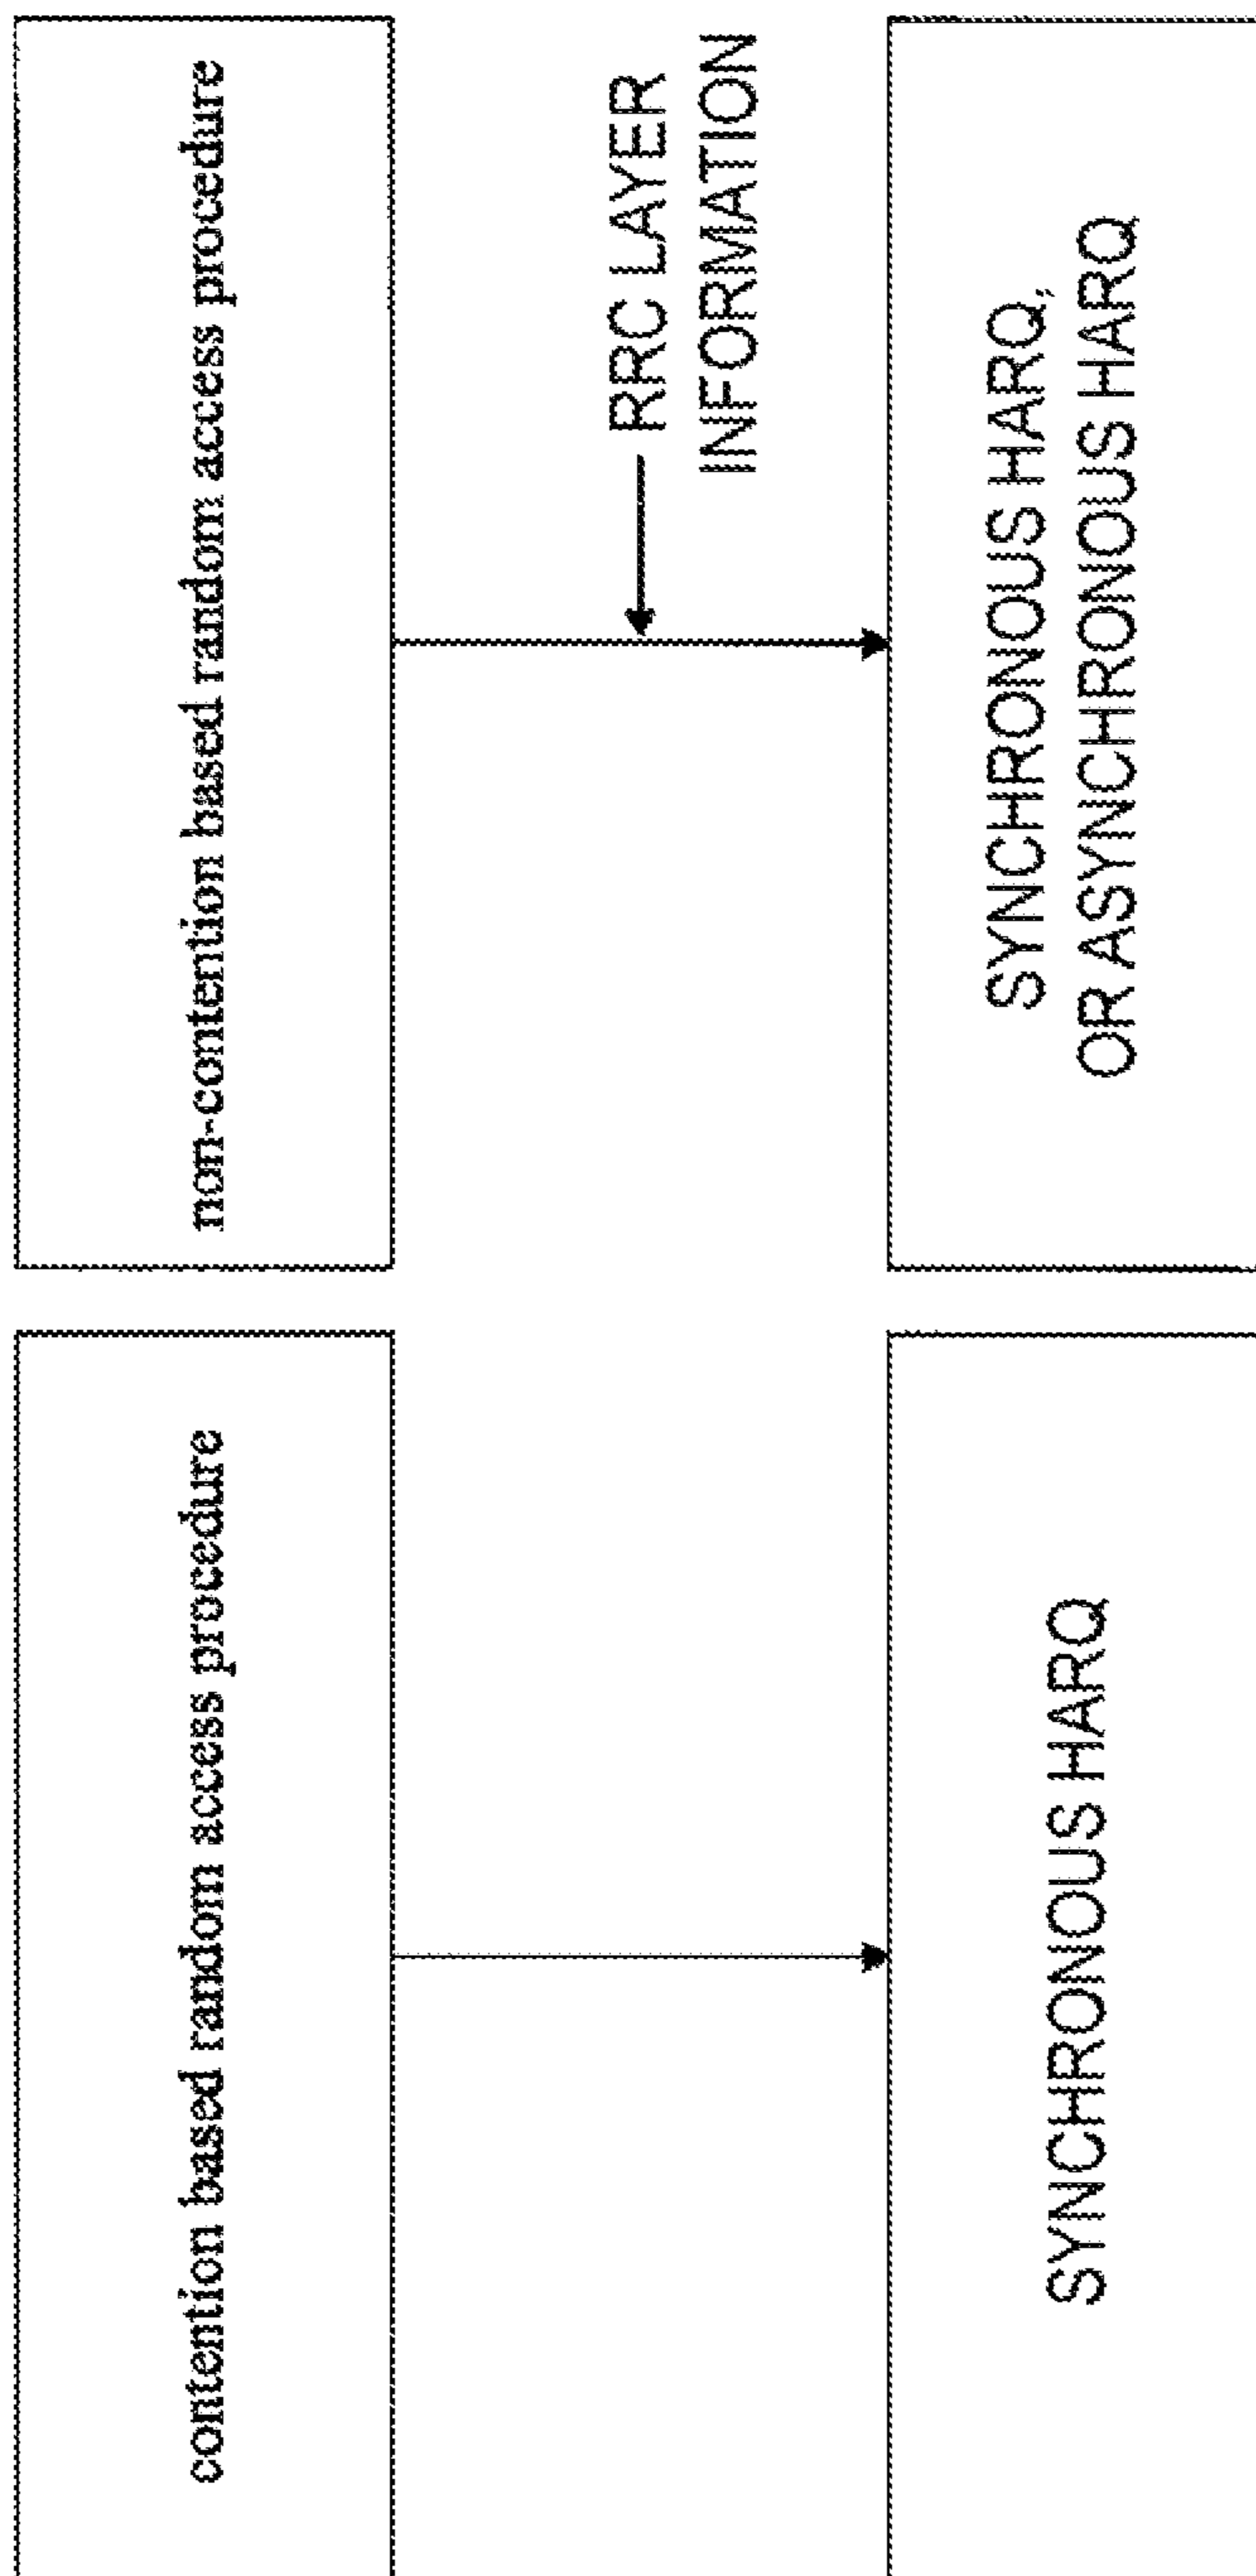 contention based random access procedure
non-contention based random access procedure
RRC LAYER
INFORMATION
SYNCHRONOUS HARQ
SYNCHRONOUS HARQ,
OR ASYNCHRONOUS HARQ